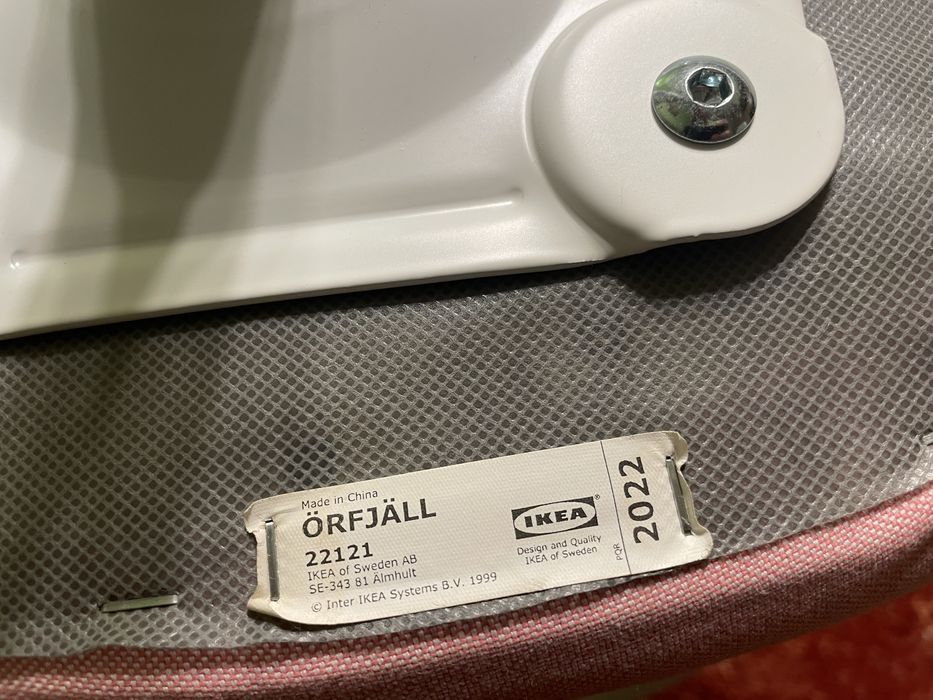 Made in China
ÖRFJÄLL
22121
IKEA of Sweden AB
SE-343 81 Älmhult
© Inter IKEA Systems B.V. 1999
IKEA®
Design and Quality
IKEA of Sweden
PQR
2022